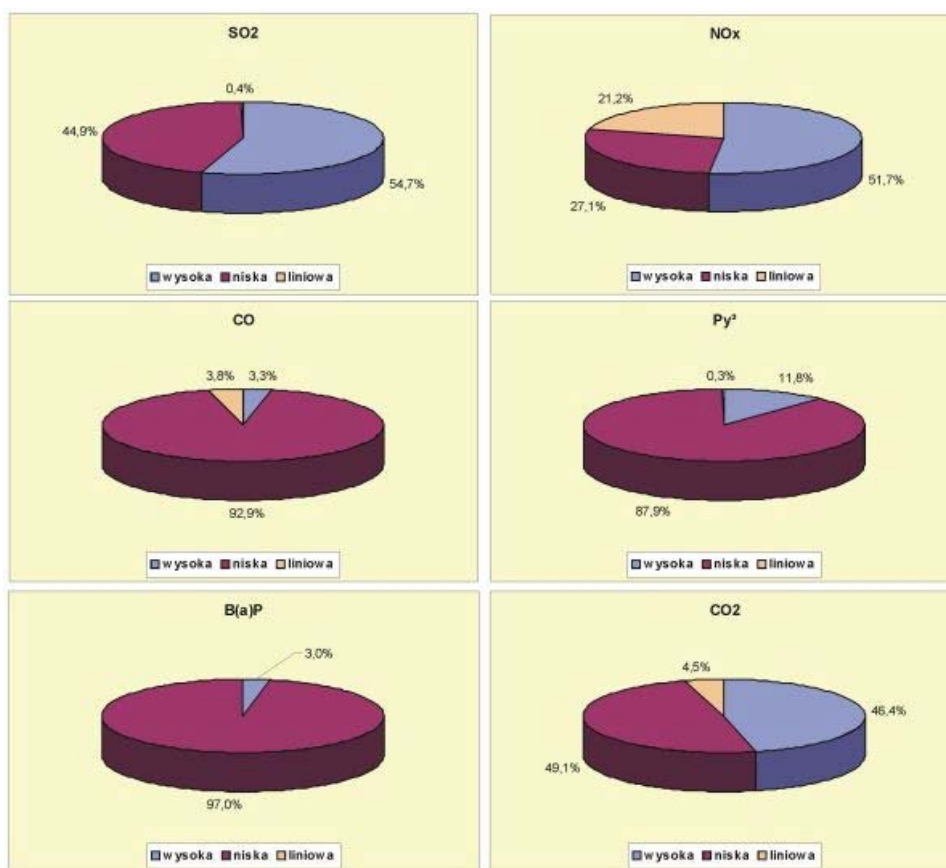 SO2
0,4%
44,9%
54,7%
wysoka niska liniowa
NOx
21,2%
27,1%
51,7%
wysoka niska liniowa
CO
3,8% 3,3%
92,9%
wysoka niska liniowa
Py²
0,3% 11,8%
87,9%
wysoka niska liniowa
B(a)P
3,0%
97,0%
wysoka niska liniowa
CO2
4,5%
46,4%
49,1%
wysoka niska liniowa